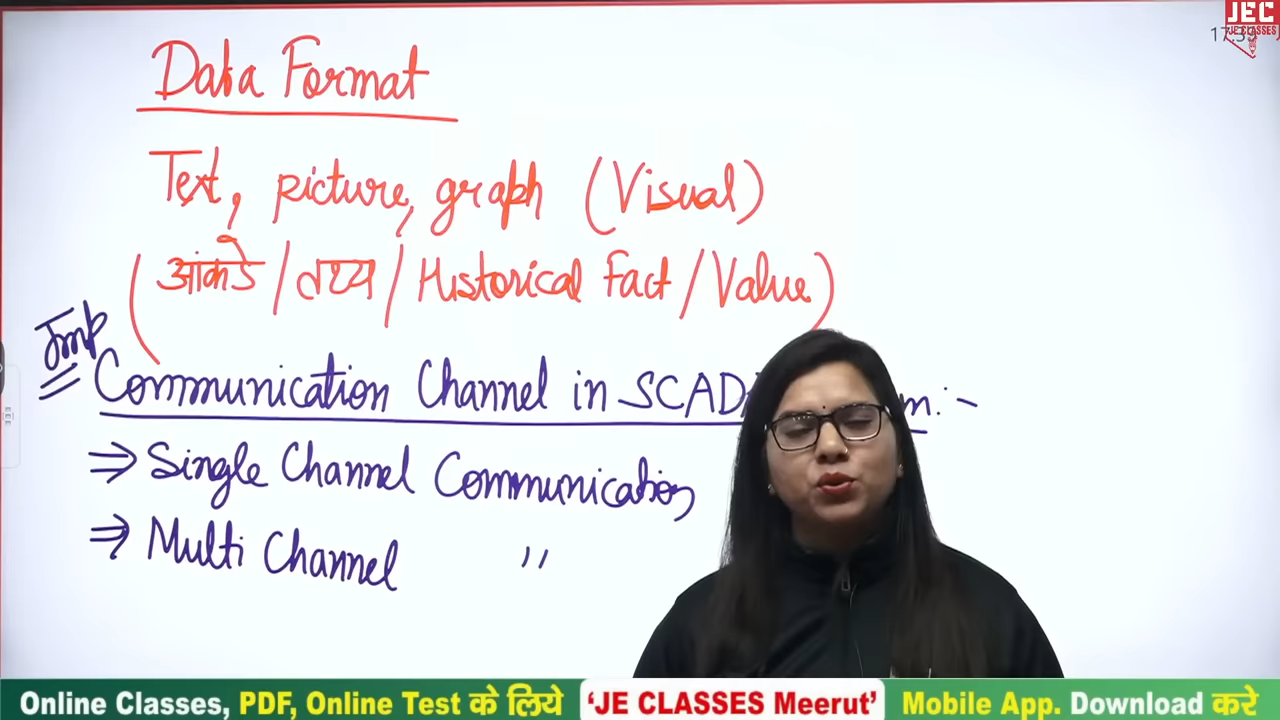 JEC
JE CLASSES
Data Format
Text, picture, graph (Visual)
(आंकडे / तथ्य / Historical Fact / Value)
Imp
Communication Channel in SCADA :-
⇒ Single Channel Communication
⇒ Multi Channel "
Online Classes, PDF, Online Test के लिये 'JE CLASSES Meerut' Mobile App. Download करे